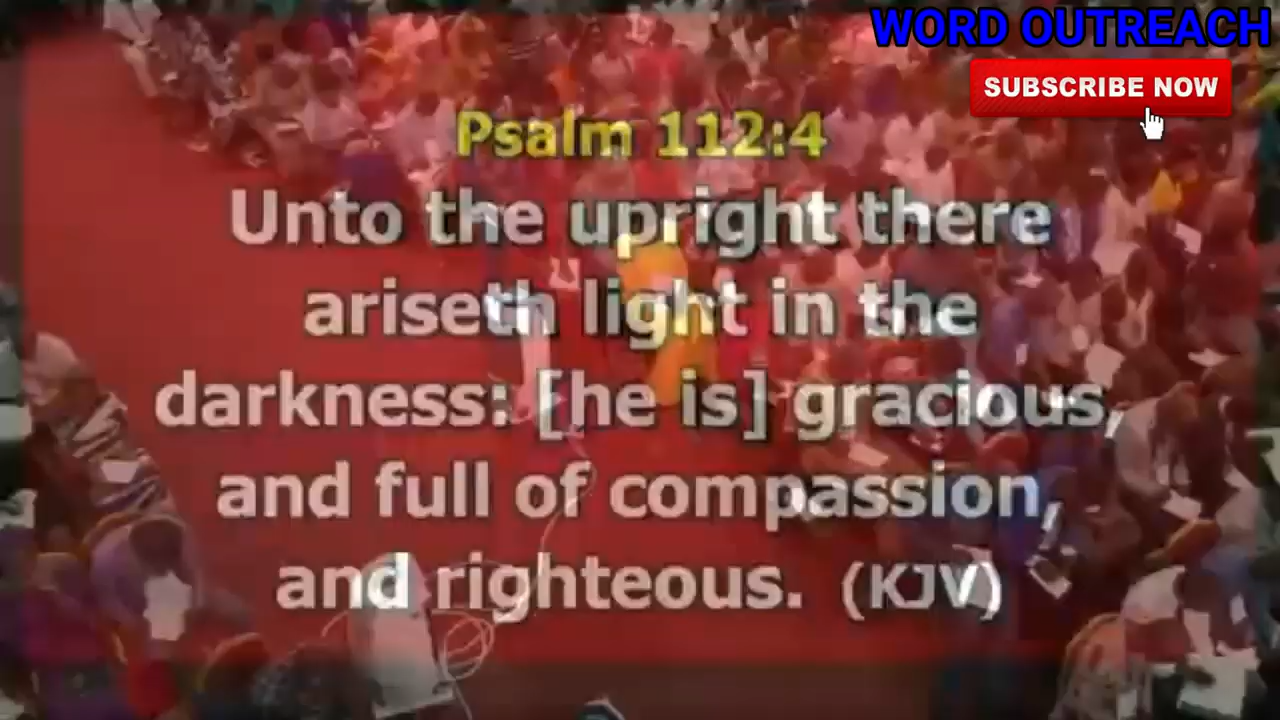 WORD OUTREACH
SUBSCRIBE NOW
Psalm 112:4
Unto the upright there
ariseth light in the
darkness: [he is] gracious,
and full of compassion,
and righteous. (KJV)